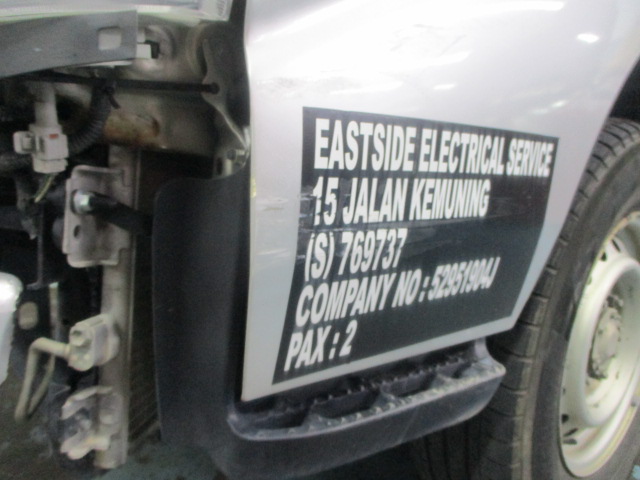 EASTSIDE ELECTRICAL SERVICE
15 JALAN KEMUNING
(S) 769737
COMPANY NO : 52951904J
PAX : 2